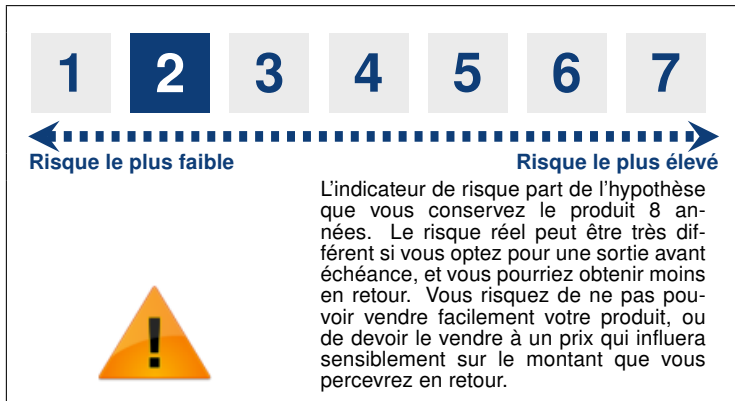 1 2 3 4 5 6 7
Risque le plus faible Risque le plus élevé
L'indicateur de risque part de l'hypothèse
que vous conservez le produit 8 an-
nées. Le risque réel peut être très dif-
férent si vous optez pour une sortie avant
échéance, et vous pourriez obtenir moins
en retour. Vous risquez de ne pas pou-
voir vendre facilement votre produit, ou
de devoir le vendre à un prix qui influera
sensiblement sur le montant que vous
percevrez en retour.
!